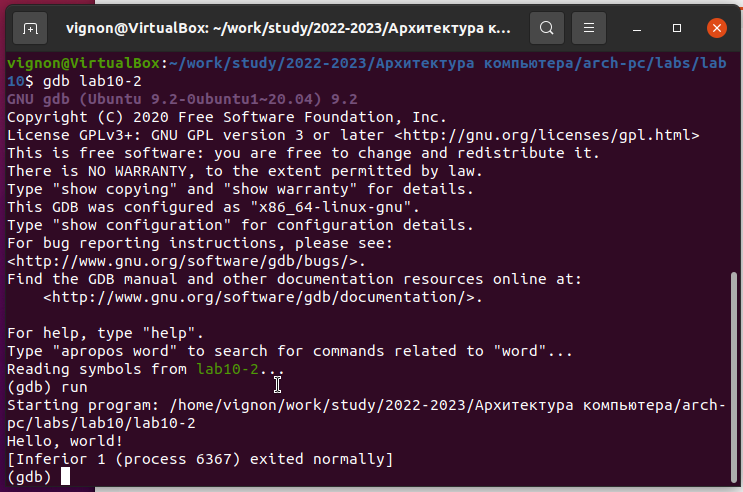 vignon@VirtualBox: ~/work/study/2022-2023/Архитектура к...
vignon@VirtualBox:~/work/study/2022-2023/Архитектура компьютера/arch-pc/labs/lab
10$ gdb lab10-2
GNU gdb (Ubuntu 9.2-0ubuntu1~20.04) 9.2
Copyright (C) 2020 Free Software Foundation, Inc.
License GPLv3+: GNU GPL version 3 or later <http://gnu.org/licenses/gpl.html>
This is free software: you are free to change and redistribute it.
There is NO WARRANTY, to the extent permitted by law.
Type "show copying" and "show warranty" for details.
This GDB was configured as "x86_64-linux-gnu".
Type "show configuration" for configuration details.
For bug reporting instructions, please see:
<http://www.gnu.org/software/gdb/bugs/>.
Find the GDB manual and other documentation resources online at:
    <http://www.gnu.org/software/gdb/documentation/>.

For help, type "help".
Type "apropos word" to search for commands related to "word"...
Reading symbols from lab10-2...
(gdb) run
Starting program: /home/vignon/work/study/2022-2023/Архитектура компьютера/arch-
pc/labs/lab10/lab10-2
Hello, world!
[Inferior 1 (process 6367) exited normally]
(gdb)